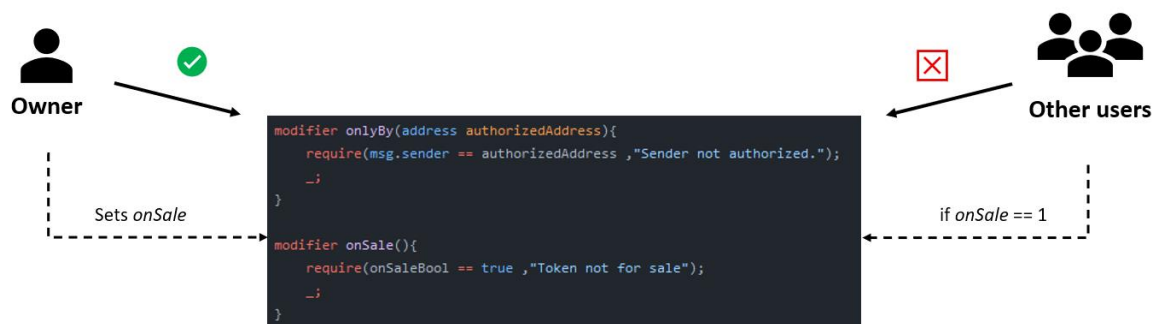 Owner
Other users
modifier onlyBy(address authorizedAddress){
    require(msg.sender == authorizedAddress ,"Sender not authorized.");
    _;
}
Sets onSale
if onSale == 1
modifier onSale(){
    require(onSaleBool == true ,"Token not for sale");
    _;
}